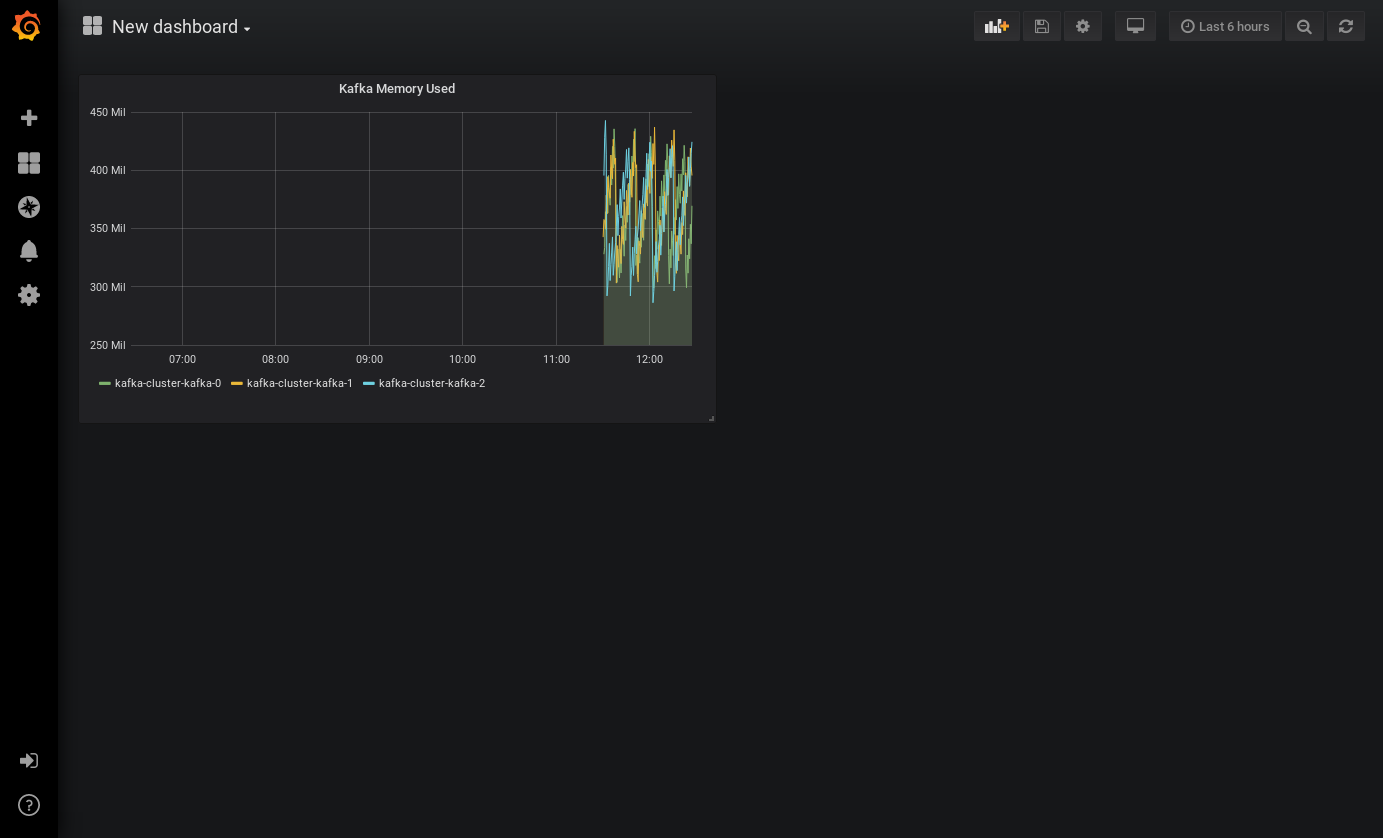 New dashboard
Last 6 hours
Kafka Memory Used
450 Mil
400 Mil
350 Mil
300 Mil
250 Mil
07:00 08:00 09:00 10:00 11:00 12:00
kafka-cluster-kafka-0 kafka-cluster-kafka-1 kafka-cluster-kafka-2
?